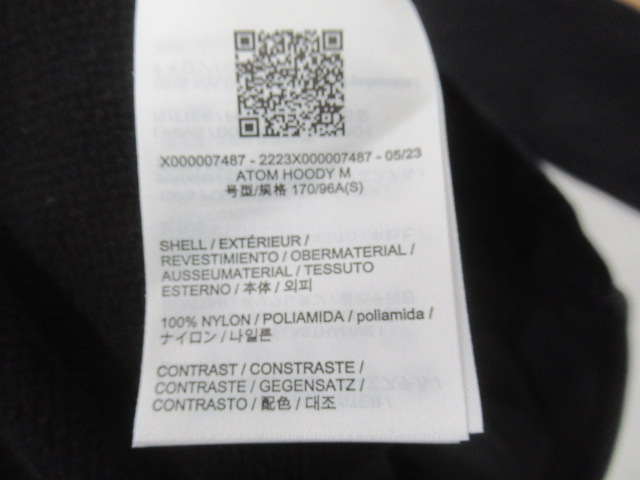 X000007487 - 2223X000007487 - 05/23
ATOM HOODY M
号型/规格 170/96A(S)
SHELL / EXTÉRIEUR /
REVESTIMIENTO / OBERMATERIAL /
AUSSEUMATERIAL / TESSUTO
ESTERNO / 本体 / 외피
100% NYLON / POLIAMIDA / poliamida /
ナイロン / 나일론
CONTRAST / CONSTRASTE /
CONTRASTE / GEGENSATZ /
CONTRASTO / 配色 / 대조